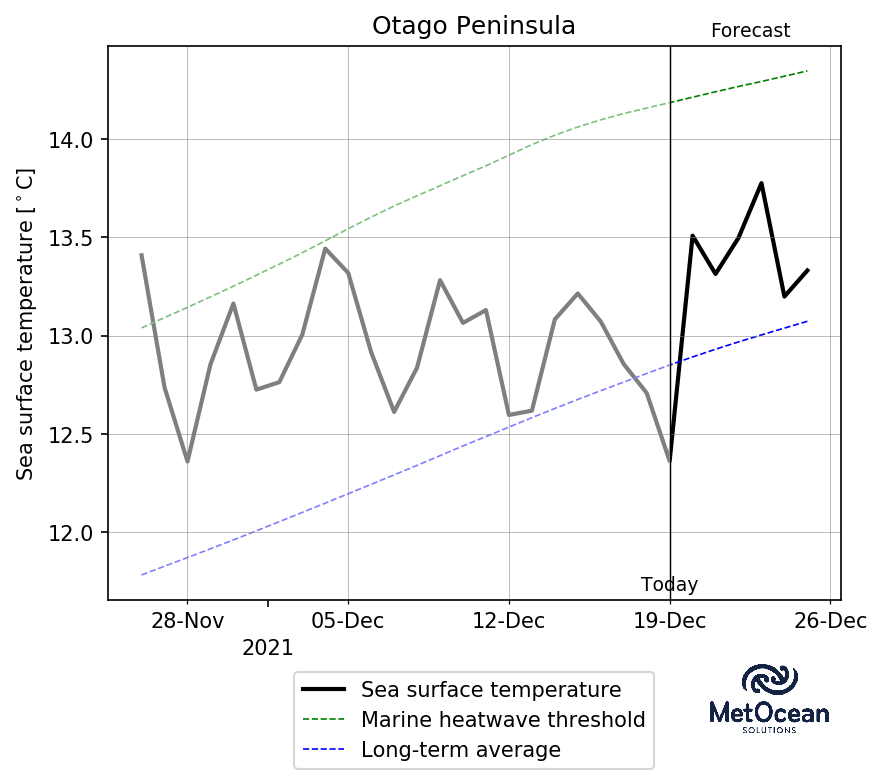 Otago Peninsula
Forecast
Sea surface temperature [°C]
14.0
13.5
13.0
12.5
12.0
Today
28-Nov 05-Dec 12-Dec 19-Dec 26-Dec
2021
Sea surface temperature
Marine heatwave threshold
Long-term average
MetOcean
SOLUTIONS